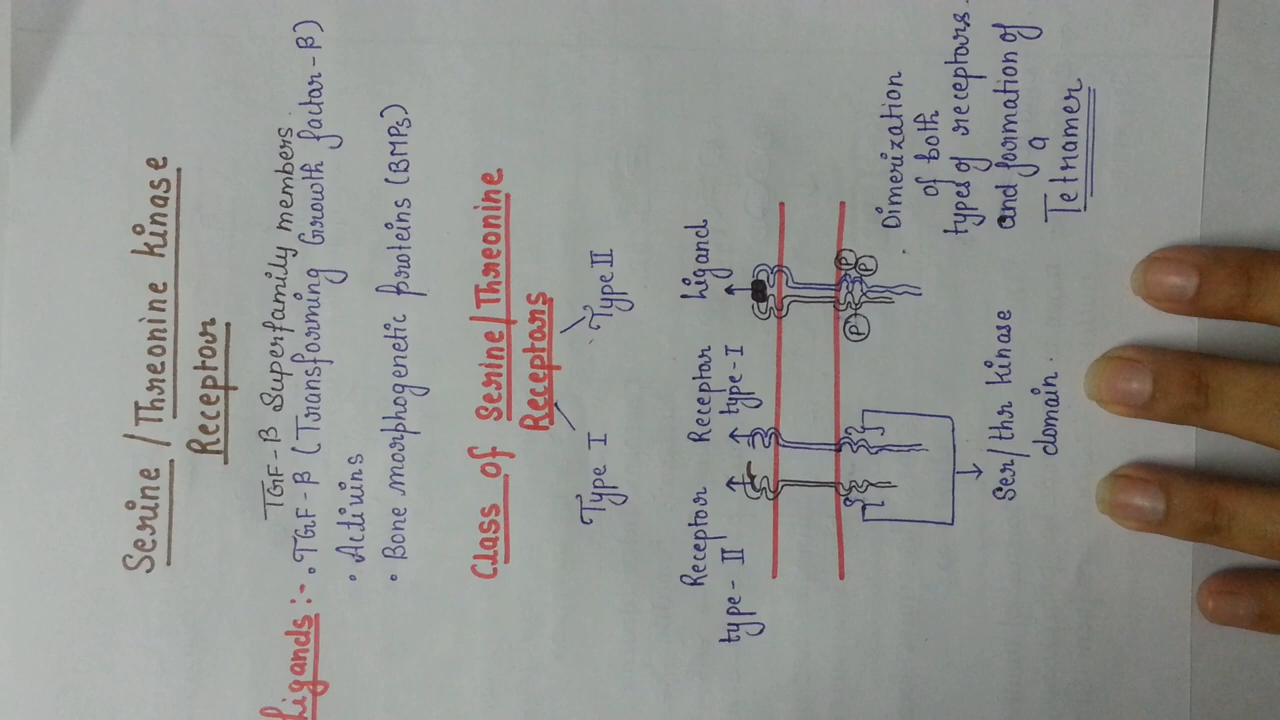 Serine/Threonine kinase
Receptor
Ligands:-
TGF-β Superfamily members.
• TGF-β (Transforming Growth factor-β)
• Activins
• Bone morphogenetic proteins (BMPs)
Class of Serine/Threonine
Receptors
Type I
Type II
Receptor
type-II
Receptor
type-I
Ligand
P
P
P
Ser/thr kinase
domain.
Dimerization
of both
types of receptors.
and formation of
a
Tetramer